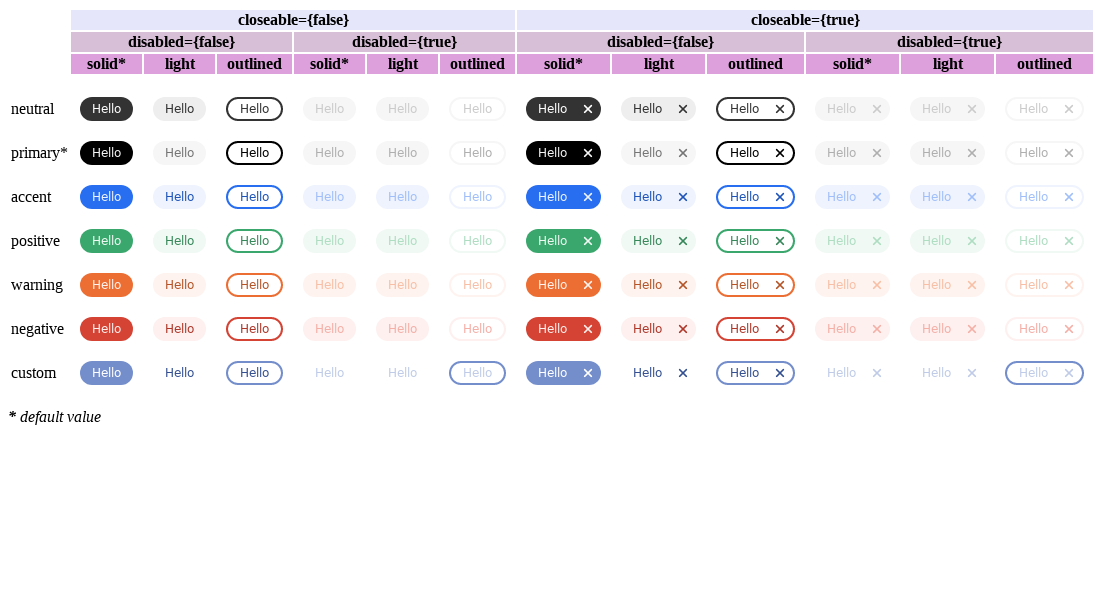 closeable={false} closeable={true}
disabled={false} disabled={true} disabled={false} disabled={true}
solid* light outlined solid* light outlined solid* light outlined solid* light outlined
neutral Hello Hello Hello Hello Hello Hello Hello Hello Hello Hello Hello Hello
primary* Hello Hello Hello Hello Hello Hello Hello Hello Hello Hello Hello Hello
accent Hello Hello Hello Hello Hello Hello Hello Hello Hello Hello Hello Hello
positive Hello Hello Hello Hello Hello Hello Hello Hello Hello Hello Hello Hello
warning Hello Hello Hello Hello Hello Hello Hello Hello Hello Hello Hello Hello
negative Hello Hello Hello Hello Hello Hello Hello Hello Hello Hello Hello Hello
custom Hello Hello Hello Hello Hello Hello Hello Hello Hello Hello Hello Hello
* default value